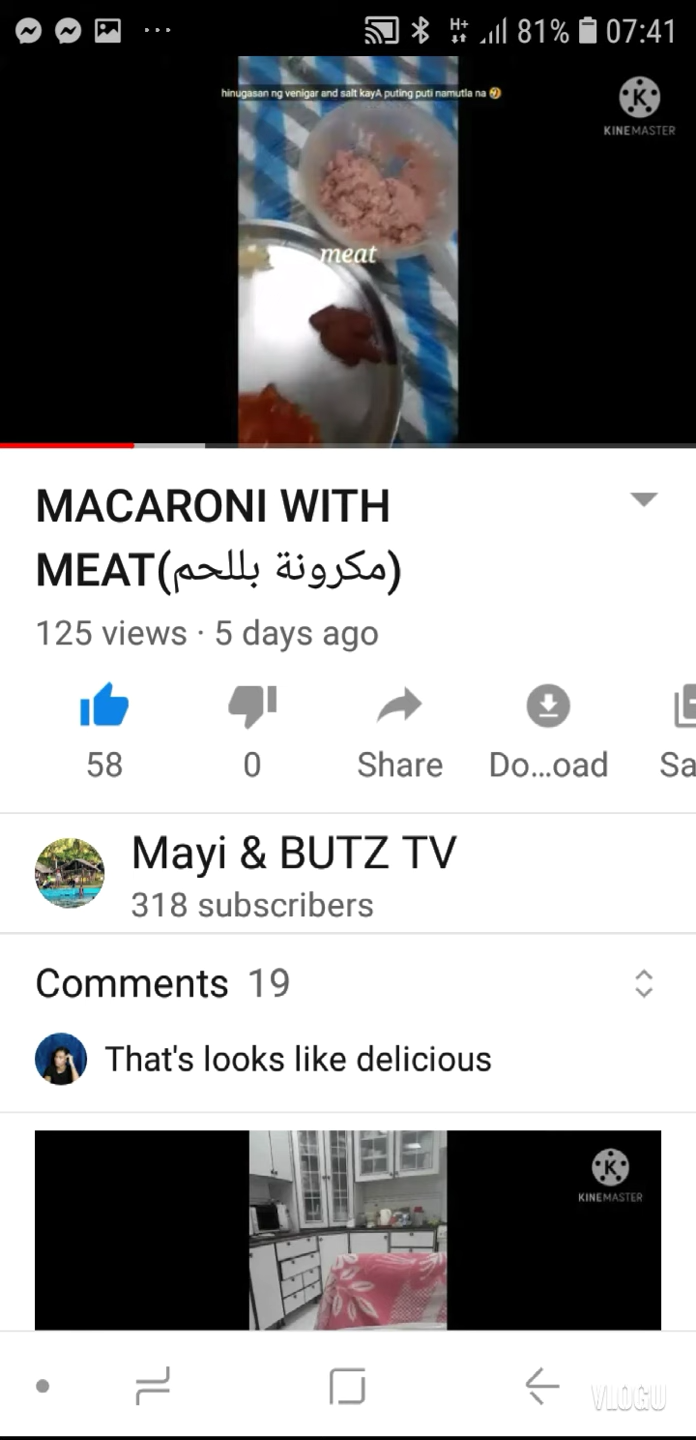 81% 07:41
hinugasan ng venigar and salt kayA puting puti namutla na 🤣
KINEMASTER
meat
MACARONI WITH
MEAT(مكرونة بللحم)
125 views · 5 days ago
58 0 Share Do...oad Sa
Mayi & BUTZ TV
318 subscribers
Comments 19
That's looks like delicious
KINEMASTER
VLOGU